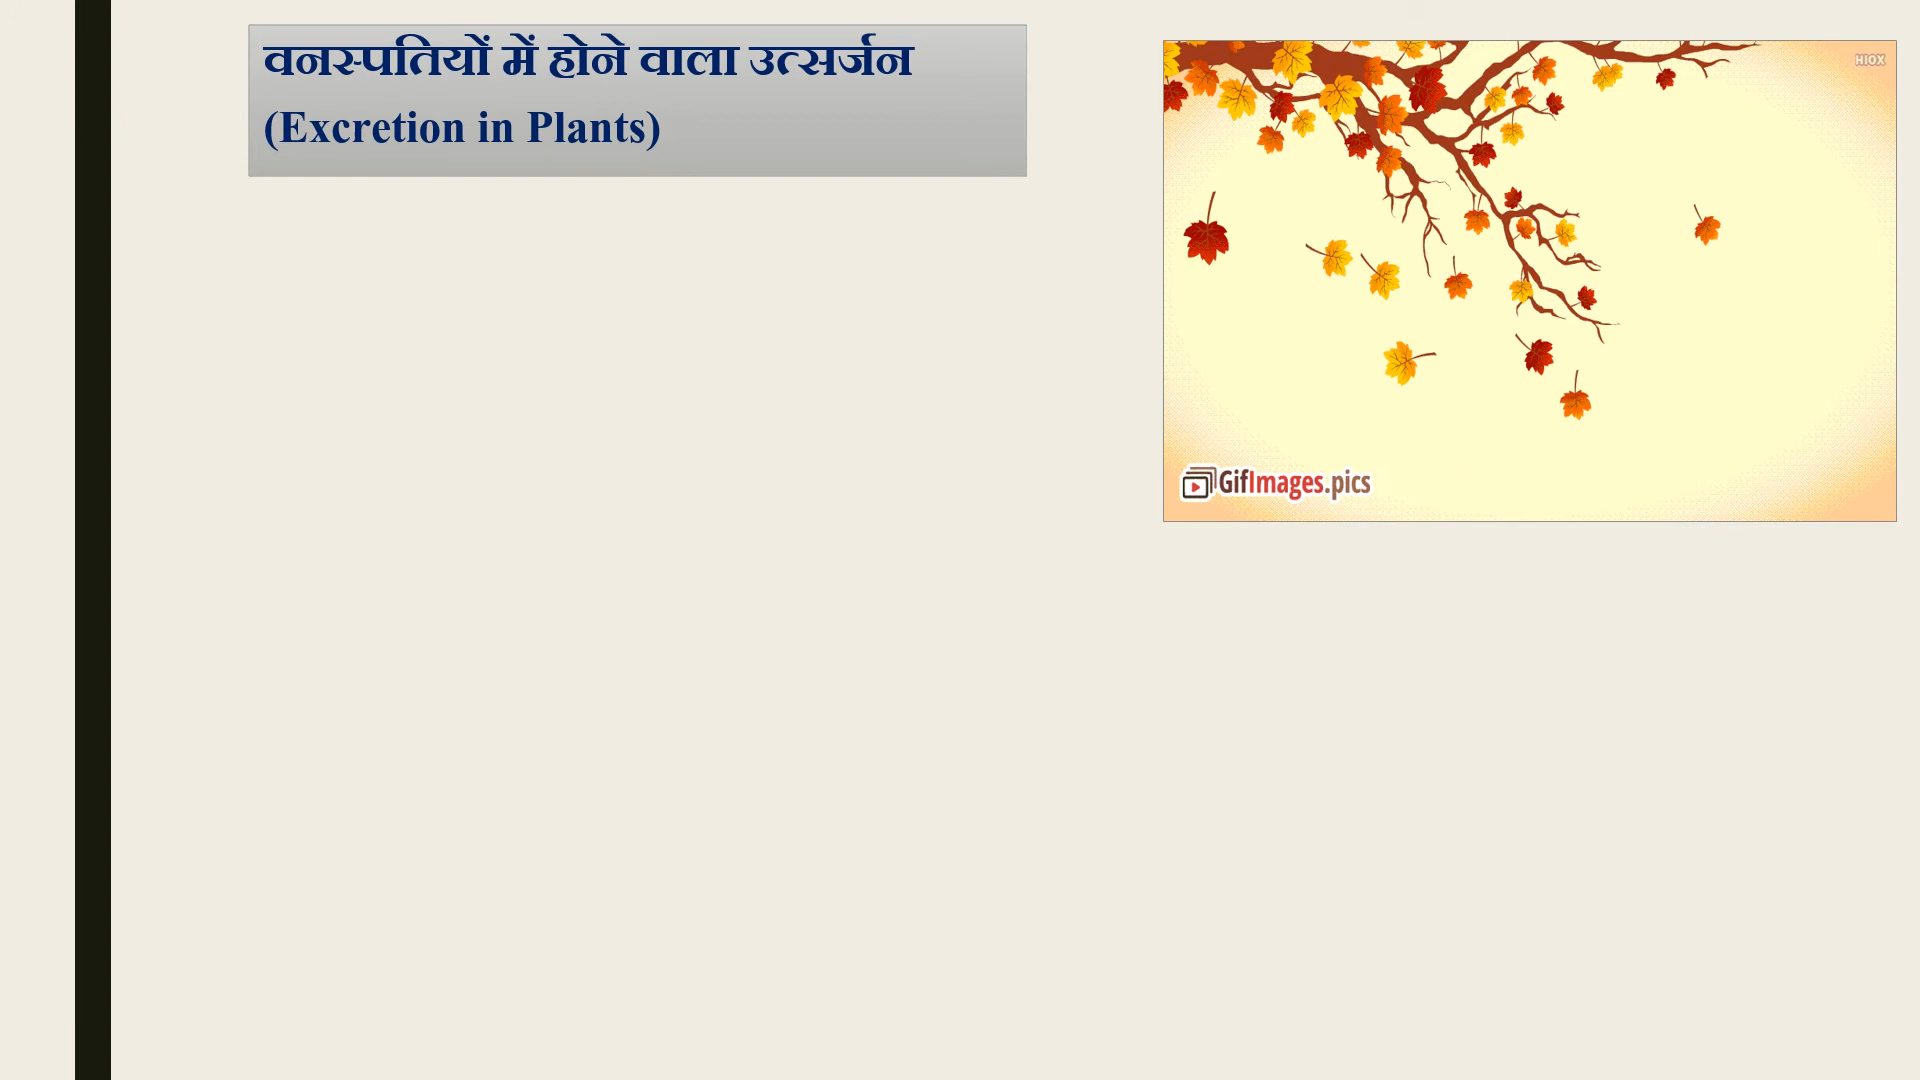 वनस्पतियों में होने वाला उत्सर्जन
(Excretion in Plants)
HIOX
GifImages.pics